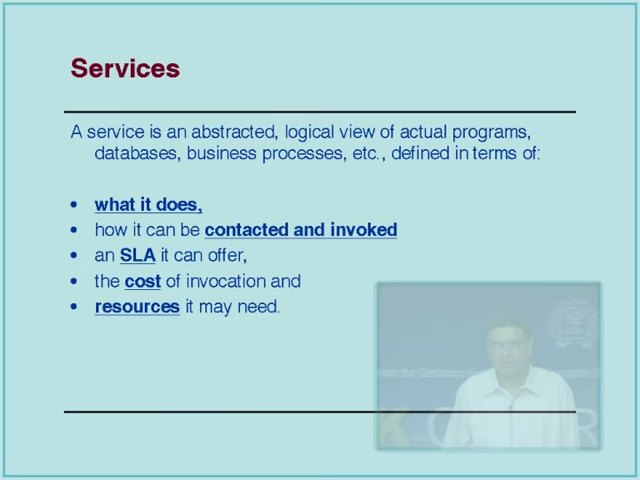 Services
A service is an abstracted, logical view of actual programs,
databases, business processes, etc., defined in terms of:
• what it does,
• how it can be contacted and invoked
• an SLA it can offer,
• the cost of invocation and
• resources it may need.